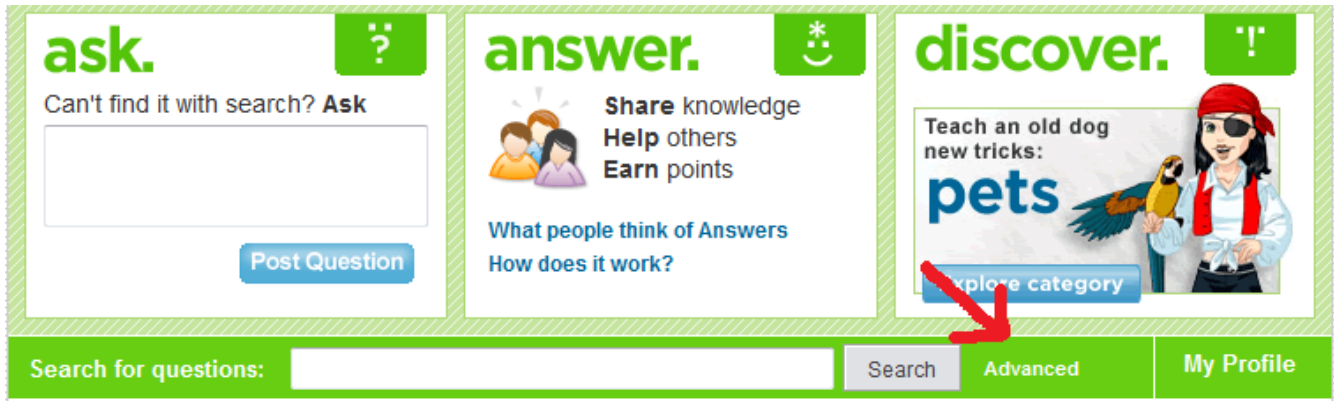 ask.
Can't find it with search? Ask
Post Question
answer.
Share knowledge
Help others
Earn points
What people think of Answers
How does it work?
discover.
Teach an old dog
new tricks:
pets
Explore category
Search for questions:
Search
Advanced
My Profile